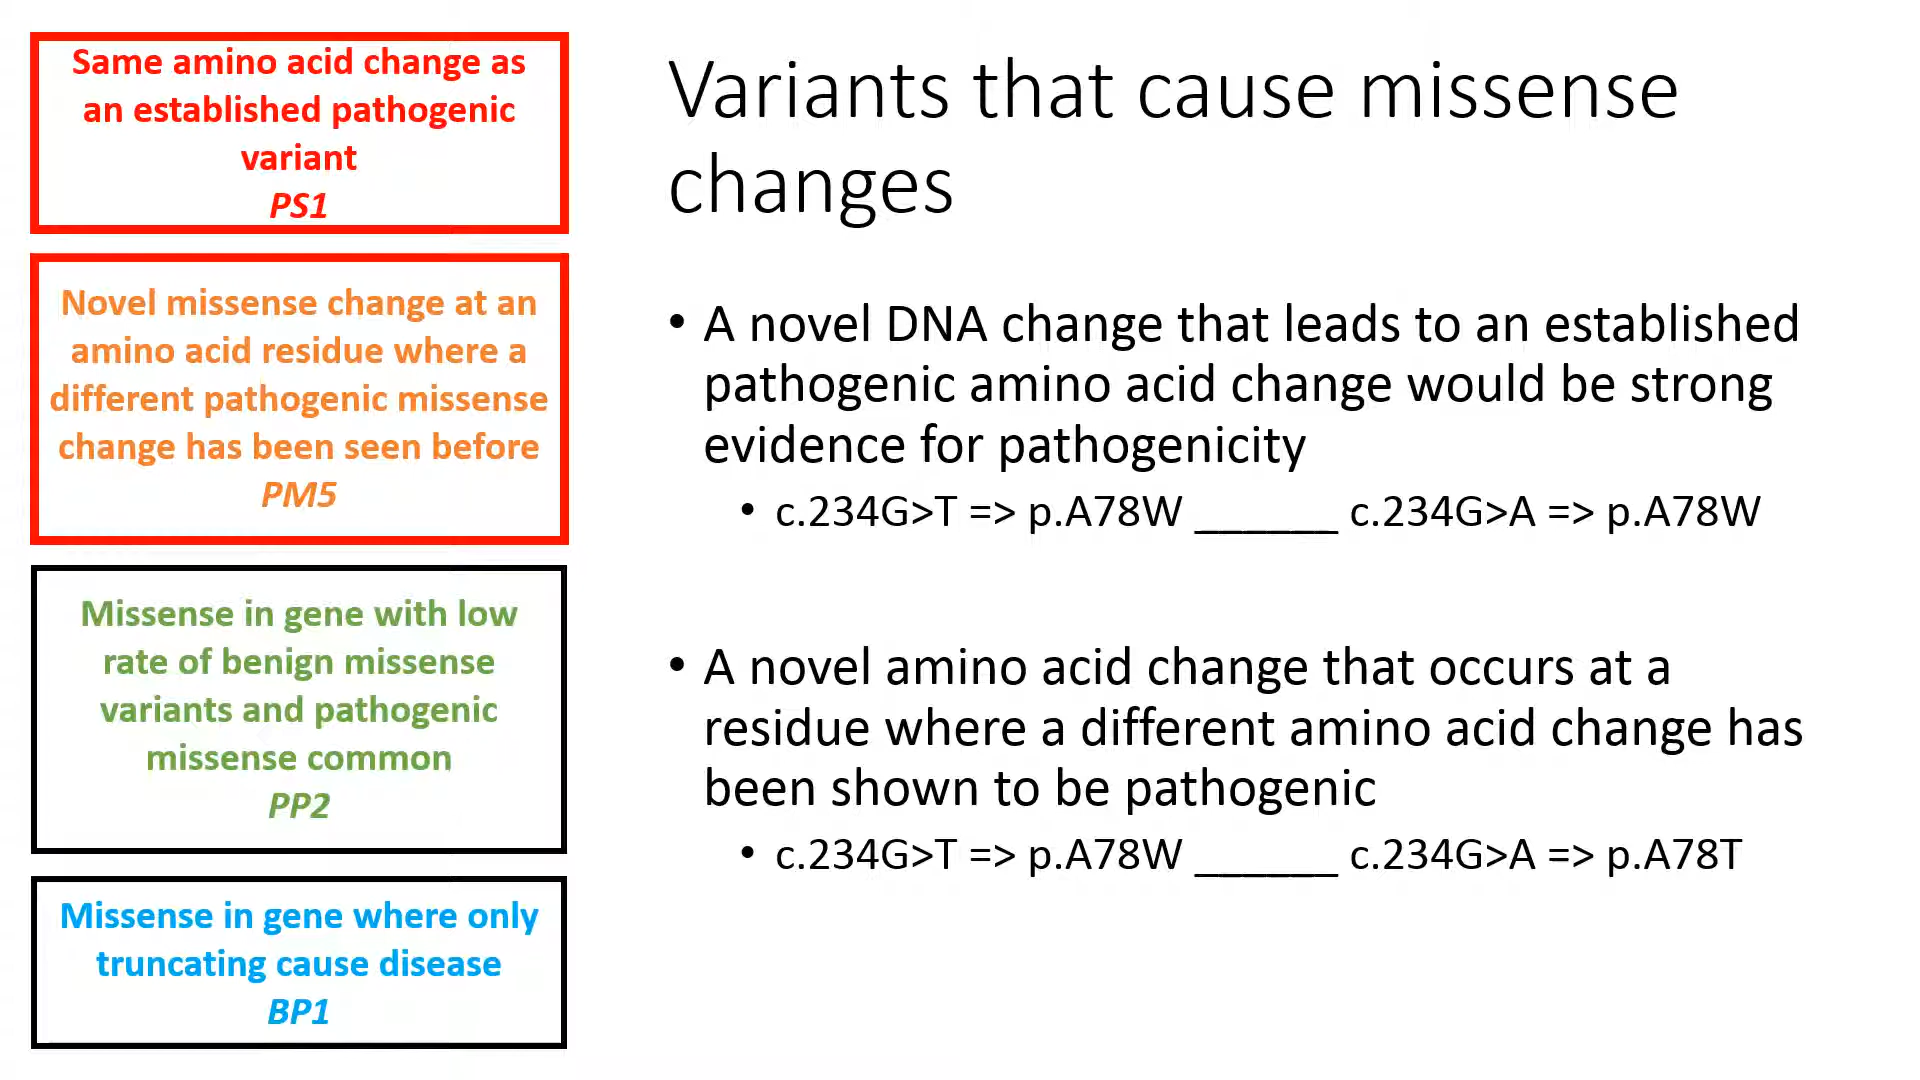 Same amino acid change as
an established pathogenic
variant
PS1
Novel missense change at an
amino acid residue where a
different pathogenic missense
change has been seen before
PM5
Missense in gene with low
rate of benign missense
variants and pathogenic
missense common
PP2
Missense in gene where only
truncating cause disease
BP1
Variants that cause missense
changes
• A novel DNA change that leads to an established
pathogenic amino acid change would be strong
evidence for pathogenicity
• c.234G>T => p.A78W ______ c.234G>A => p.A78W
• A novel amino acid change that occurs at a
residue where a different amino acid change has
been shown to be pathogenic
• c.234G>T => p.A78W ______ c.234G>A => p.A78T